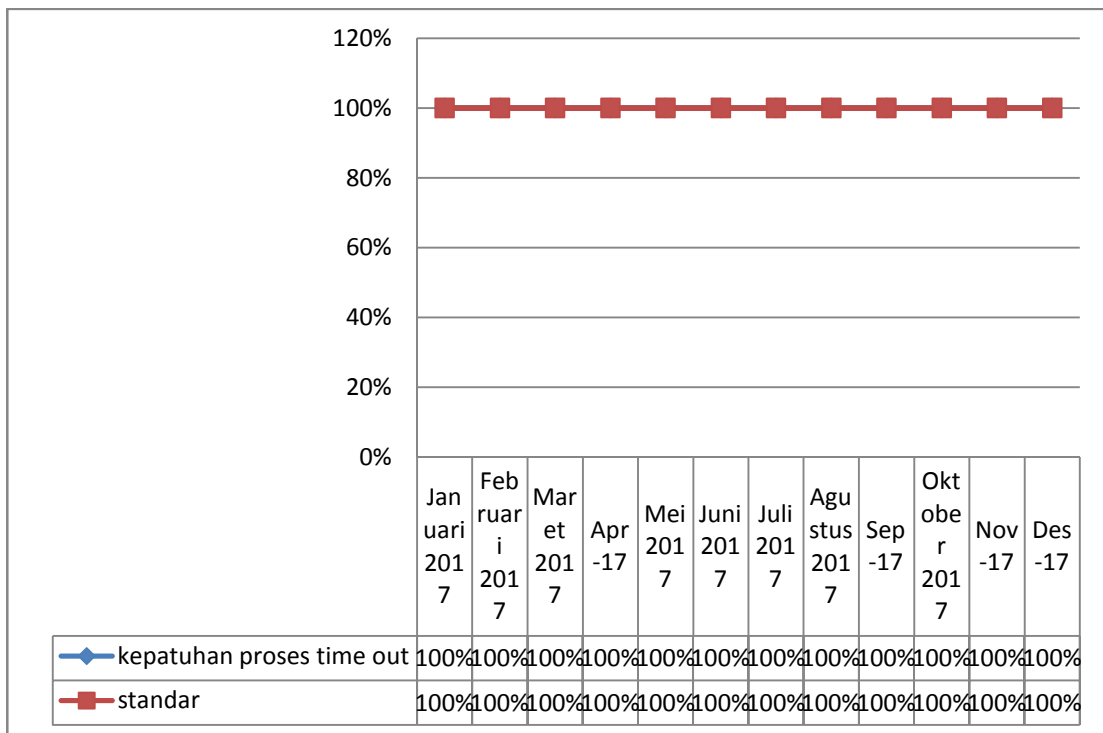 120%
100%
80%
60%
40%
20%
0%
Jan
uari
201
7
Feb
ruar
i
201
7
Mar
et
201
7
Apr
-17
Mei
201
7
Juni
201
7
Juli
201
7
Agu
stus
201
7
Sep
-17
Okt
obe
r
201
7
Nov
-17
Des
-17
kepatuhan proses time out 100% 100% 100% 100% 100% 100% 100% 100% 100% 100% 100% 100%
standar 100% 100% 100% 100% 100% 100% 100% 100% 100% 100% 100% 100%